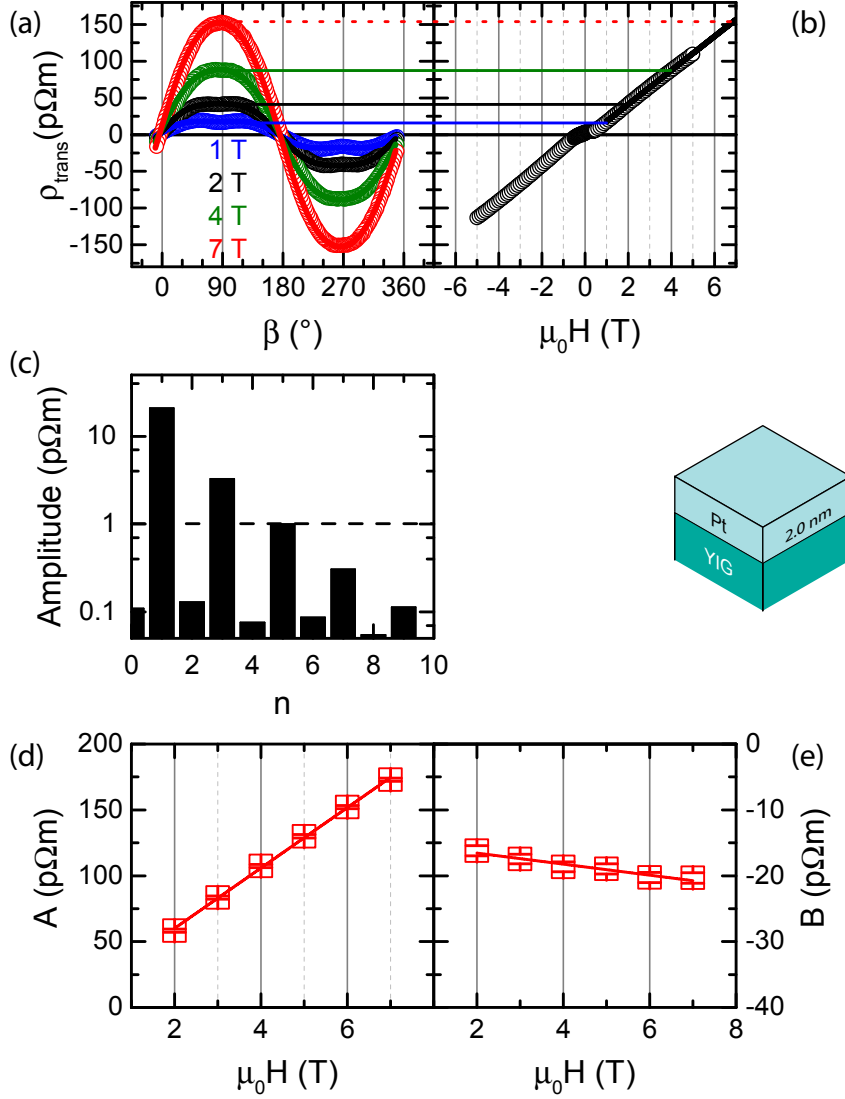 (a)
(b)
ρtrans(pΩm)
150
100
50
0
-50
-100
-150
1 T
2 T
4 T
7 T
0 90 180 270 360
-6 -4 -2 0 2 4 6
β (°)
μ0H (T)
(c)
Amplitude (pΩm)
10
1
0.1
0 2 4 6 8 10
n
Pt
2.0 nm
YIG
(d)
(e)
A (pΩm)
200
150
100
50
0
0
-10
-20
-30
-40
B (pΩm)
2 4 6
2 4 6 8
μ0H (T)
μ0H (T)